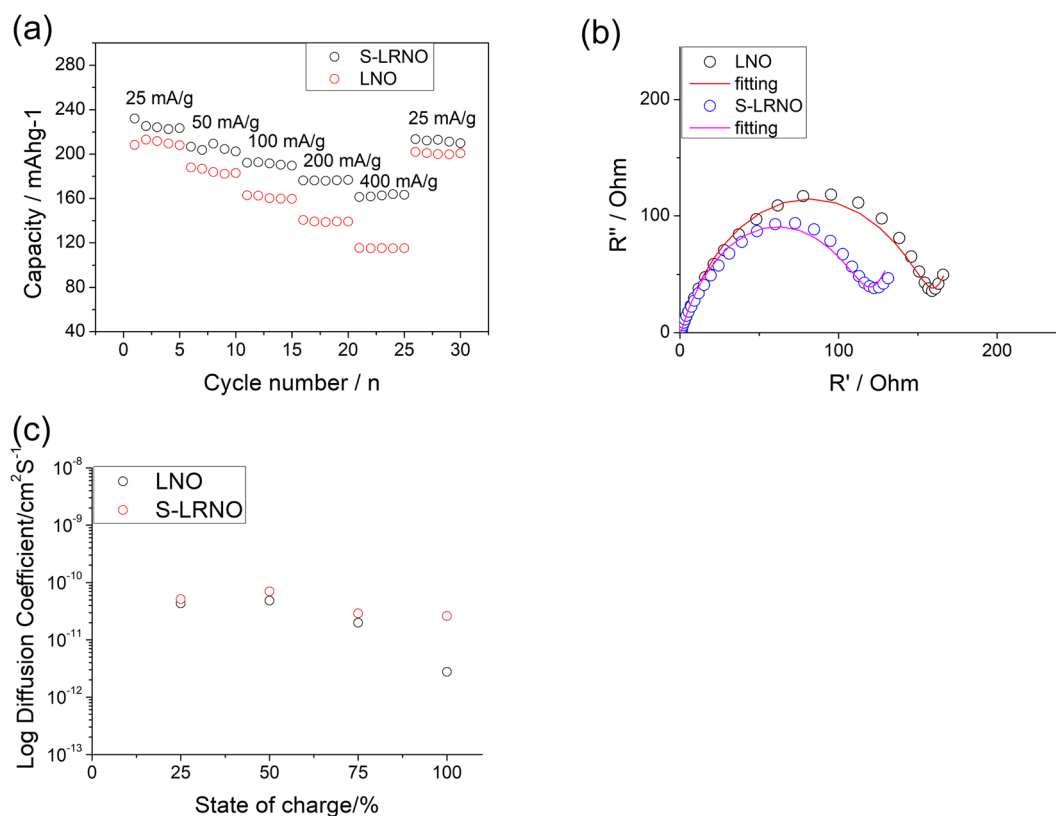 (a)
S-LRNO
LNO
25 mA/g
50 mA/g
100 mA/g
200 mA/g
400 mA/g
25 mA/g
280
240
200
160
120
80
40
Capacity / mAhg-1
0 5 10 15 20 25 30
Cycle number / n
(b)
LNO
fitting
S-LRNO
fitting
200
100
0
R'' / Ohm
0 100 200
R' / Ohm
(c)
LNO
S-LRNO
10⁻⁸
10⁻⁹
10⁻¹⁰
10⁻¹¹
10⁻¹²
10⁻¹³
Log Diffusion Coefficient/cm²S⁻¹
0 25 50 75 100
State of charge/%